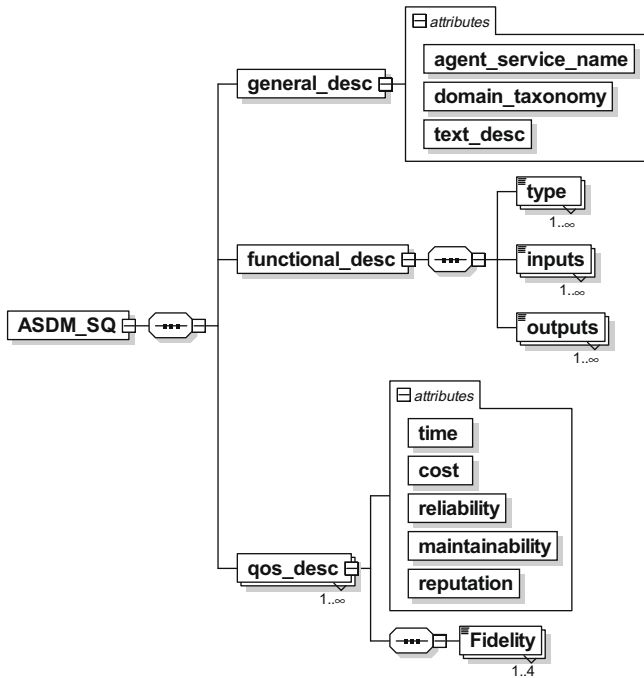 attributes
agent_service_name
general_desc
domain_taxonomy
text_desc
type
1..∞
functional_desc
inputs
1..∞
ASDM_SQ
outputs
1..∞
attributes
time
cost
reliability
maintainability
qos_desc
1..∞
reputation
Fidelity
1..4